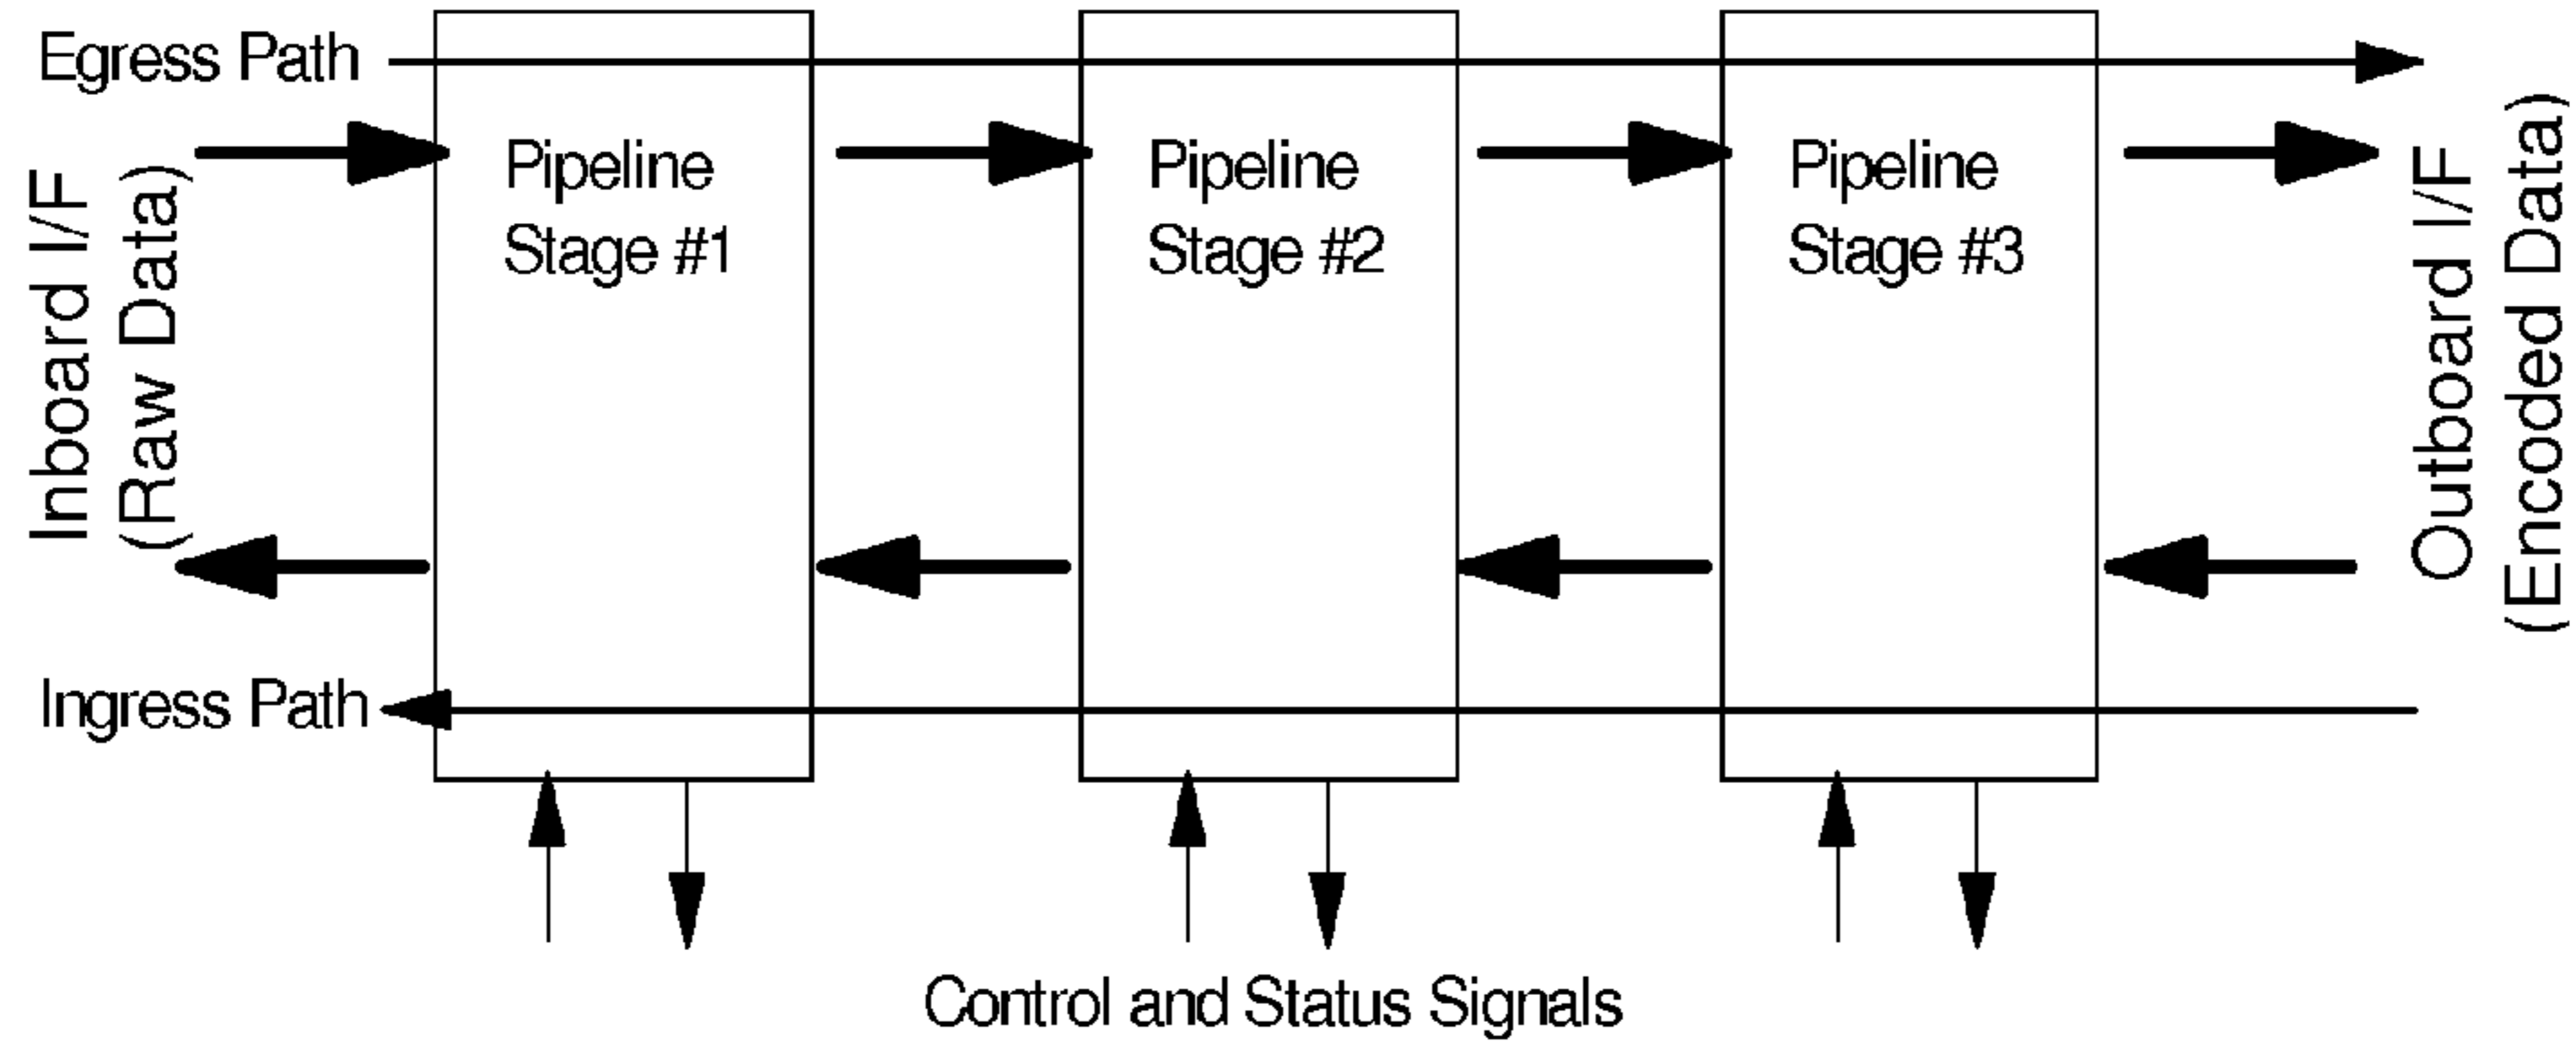 Egress Path
Inboard I/F
(Raw Data)
Pipeline
Stage #1
Pipeline
Stage #2
Pipeline
Stage #3
Outboard I/F
(Encoded Data)
Ingress Path
Control and Status Signals